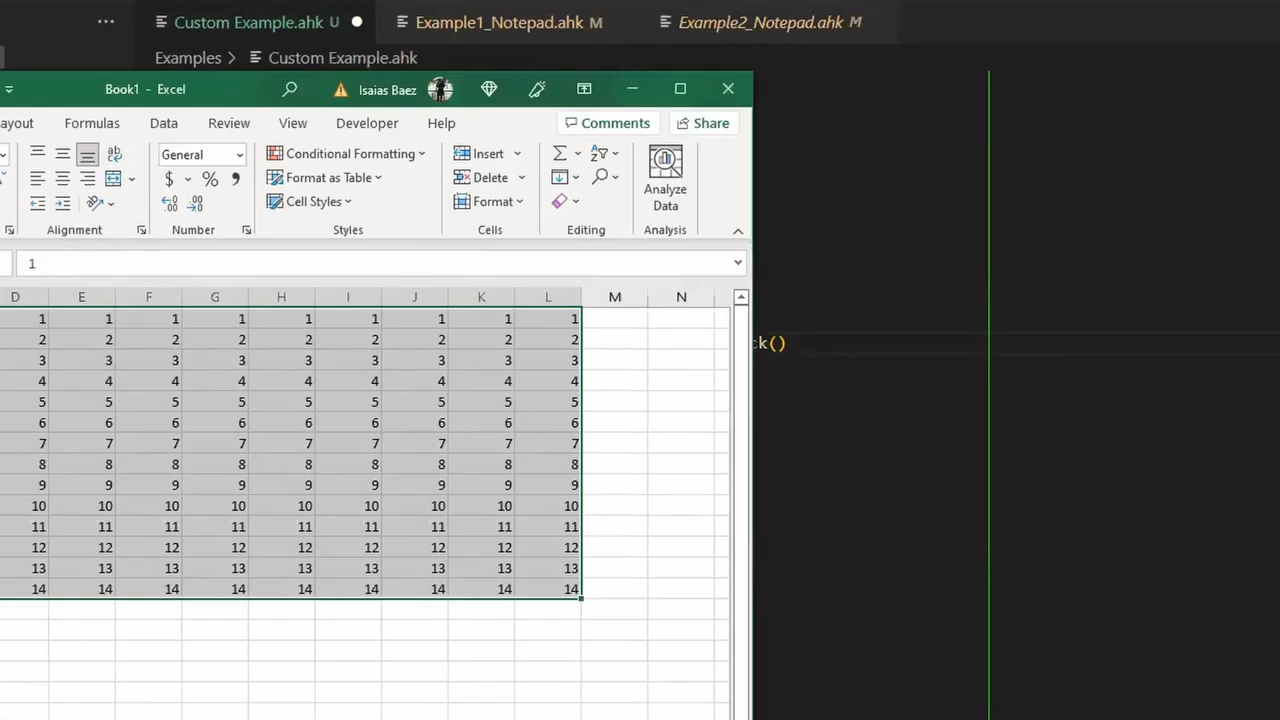 ··· Custom Example.ahk U Example1_Notepad.ahk M Example2_Notepad.ahk M
Examples > Custom Example.ahk
Book1 - Excel Isaias Baez
ayout Formulas Data Review View Developer Help Comments Share
ab General Conditional Formatting Insert
$ % , Format as Table Delete Analyze
Cell Styles Format Data
Alignment Number Styles Cells Editing Analysis
1
D E F G H I J K L M N
1 1 1 1 1 1 1 1 1
2 2 2 2 2 2 2 2 2
3 3 3 3 3 3 3 3 3
ck()
4 4 4 4 4 4 4 4 4
5 5 5 5 5 5 5 5 5
6 6 6 6 6 6 6 6 6
7 7 7 7 7 7 7 7 7
8 8 8 8 8 8 8 8 8
9 9 9 9 9 9 9 9 9
10 10 10 10 10 10 10 10 10
11 11 11 11 11 11 11 11 11
12 12 12 12 12 12 12 12 12
13 13 13 13 13 13 13 13 13
14 14 14 14 14 14 14 14 14